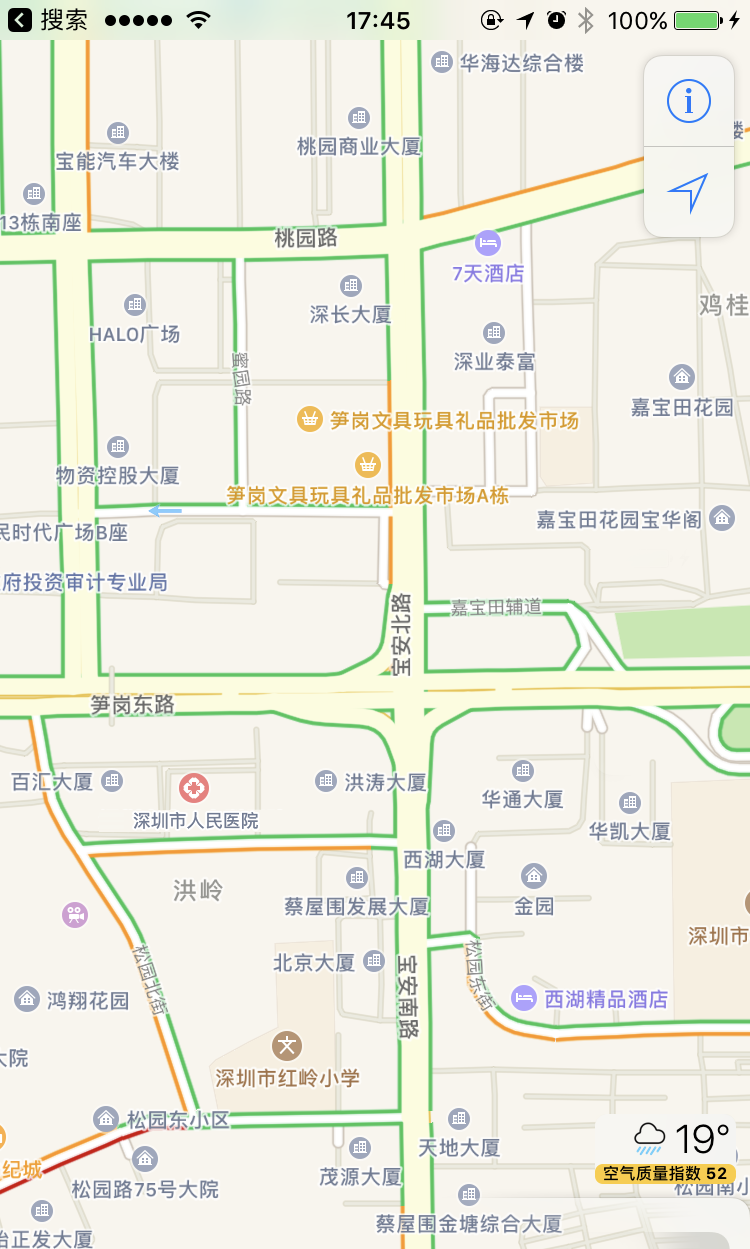 搜索
17:45
100%
华海达综合楼
桃园商业大厦
楼
宝能汽车大楼
13栋南座
桃园路
7天酒店
鸡桂
深长大厦
HALO广场
深业泰富
蜜园路
嘉宝田花园
笋岗文具玩具礼品批发市场
物资控股大厦
笋岗文具玩具礼品批发市场A栋
嘉宝田花园宝华阁
民时代广场B座
府投资审计专业局
嘉宝田辅道
宝安北路
笋岗东路
百汇大厦
洪涛大厦
华通大厦
深圳市人民医院
华凯大厦
西湖大厦
洪岭
蔡屋围发展大厦
金园
深圳市
北京大厦
松园北街
宝安南路
松园东街
鸿翔花园
西湖精品酒店
大院
深圳市红岭小学
松园东小区
天地大厦
19°
空气质量指数 52
纪城
松园路75号大院
茂源大厦
松园南小
蔡屋围金塘综合大厦
怡正发大厦